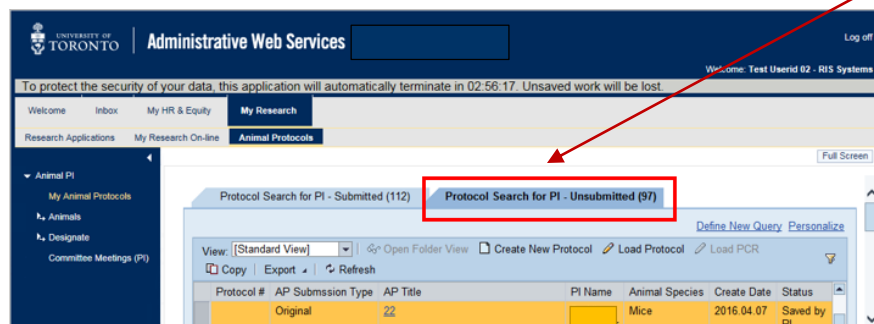 UNIVERSITY OF
TORONTO
Administrative Web Services
Log off
Welcome: Test Userid 02 - RIS Systems
To protect the security of your data, this application will automatically terminate in 02:56:17. Unsaved work will be lost.
Welcome Inbox My HR & Equity My Research
Research Applications My Research On-line Animal Protocols
Full Screen
Animal PI
My Animal Protocols
Animals
Designate
Committee Meetings (PI)
Protocol Search for PI - Submitted (112) Protocol Search for PI - Unsubmitted (97)
Define New Query Personalize
View: [Standard View] Open Folder View Create New Protocol Load Protocol Load PCR
Copy Export Refresh
Protocol # AP Submssion Type AP Title PI Name Animal Species Create Date Status
Original 22 Mice 2016.04.07 Saved by
PI